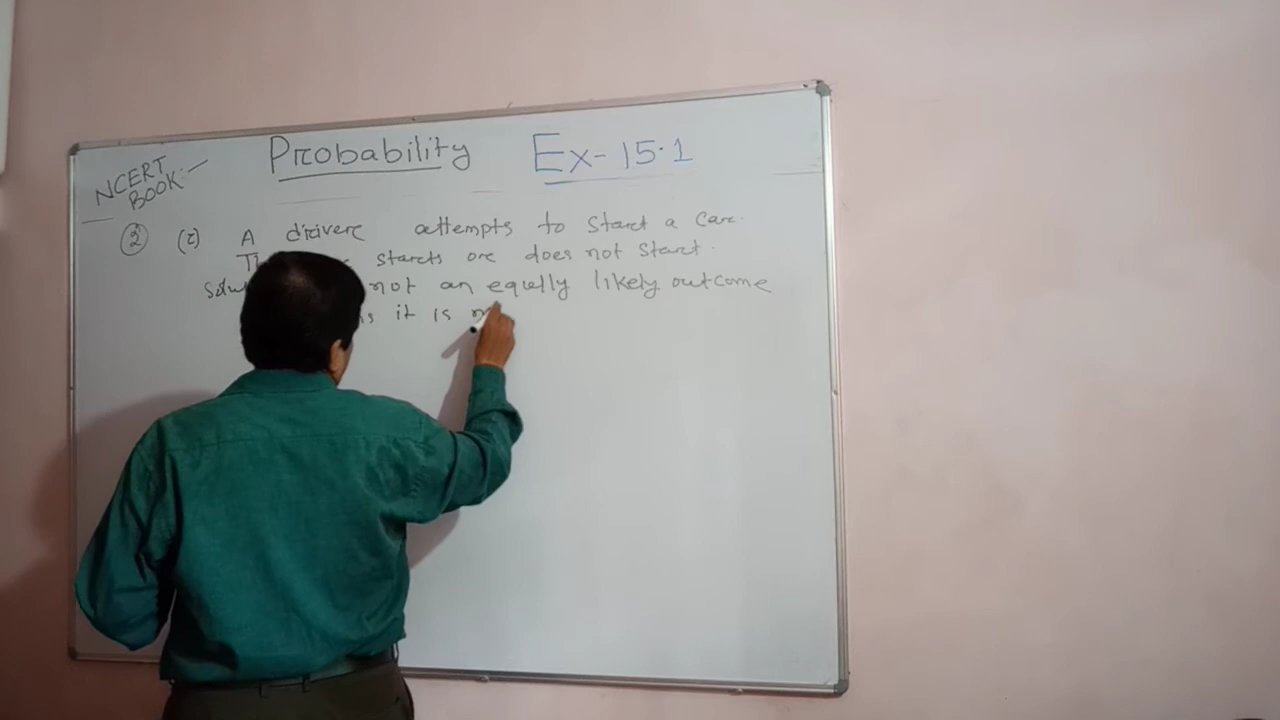 NCERT
BOOK:-
Probability Ex-15.1
② (i) A driver attempts to start a car.
starts or does not start.
not an equally likely outcome
it is